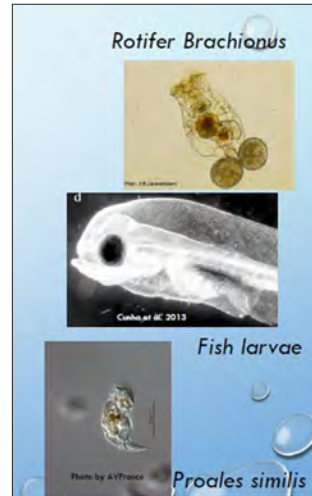 Rotifer Brachionus
d
Cunha et al 2013
Fish larvae
Photo by AVFranco
Proales similis